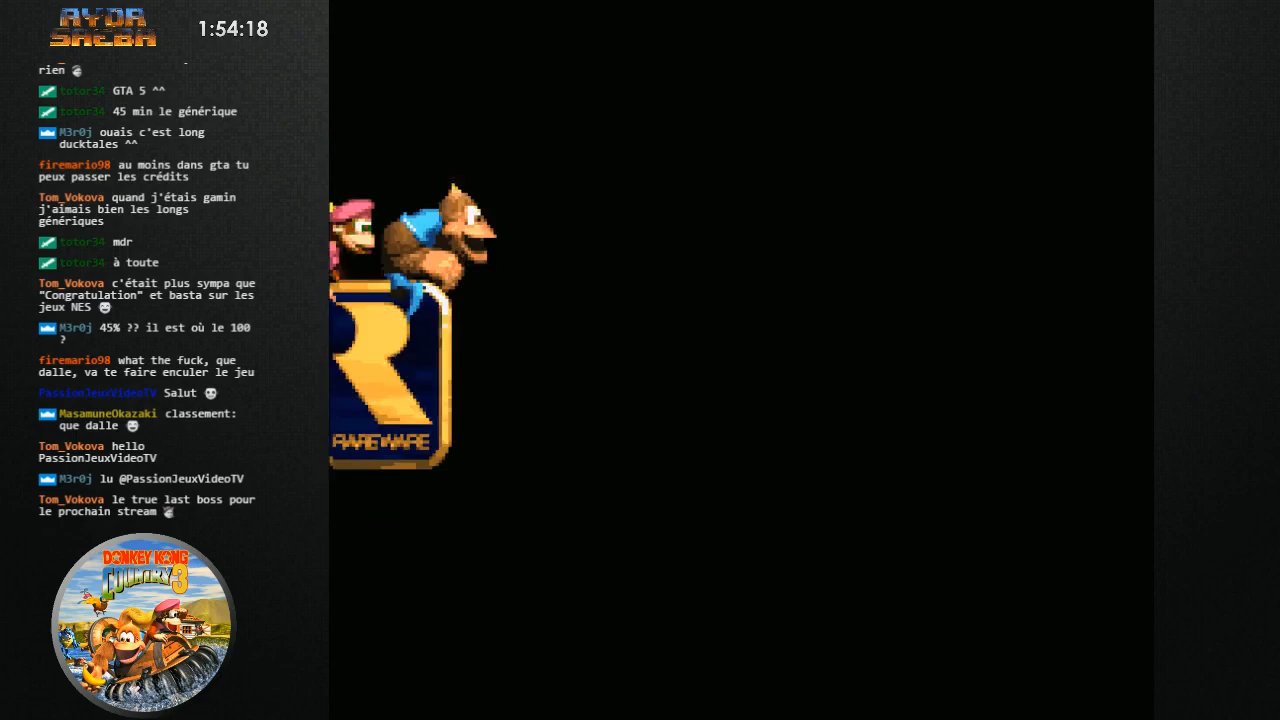 RYDA
SAEBA
1:54:18
rien
totor34 GTA 5 ^^
totor34 45 min le générique
M3r0j ouais c'est long
ducktales ^^
firemario98 au moins dans gta tu
peux passer les crédits
Tom_Vokova quand j'étais gamin
j'aimais bien les longs
génériques
totor34 mdr
totor34 à toute
Tom_Vokova c'était plus sympa que
"Congratulation" et basta sur les
jeux NES
M3r0j 45% ?? il est où le 100
?
firemario98 what the fuck, que
dalle, va te faire enculer le jeu
PassionJeuxVidéoTV Salut
MasamuneOkazaki classement:
que dalle
Tom_Vokova hello
PassionJeuxVideoTV
M3r0j lu @PassionJeuxVideoTV
Tom_Vokova le true last boss pour
le prochain stream
R
RAREWARE
DONKEY KONG
COUNTRY 3